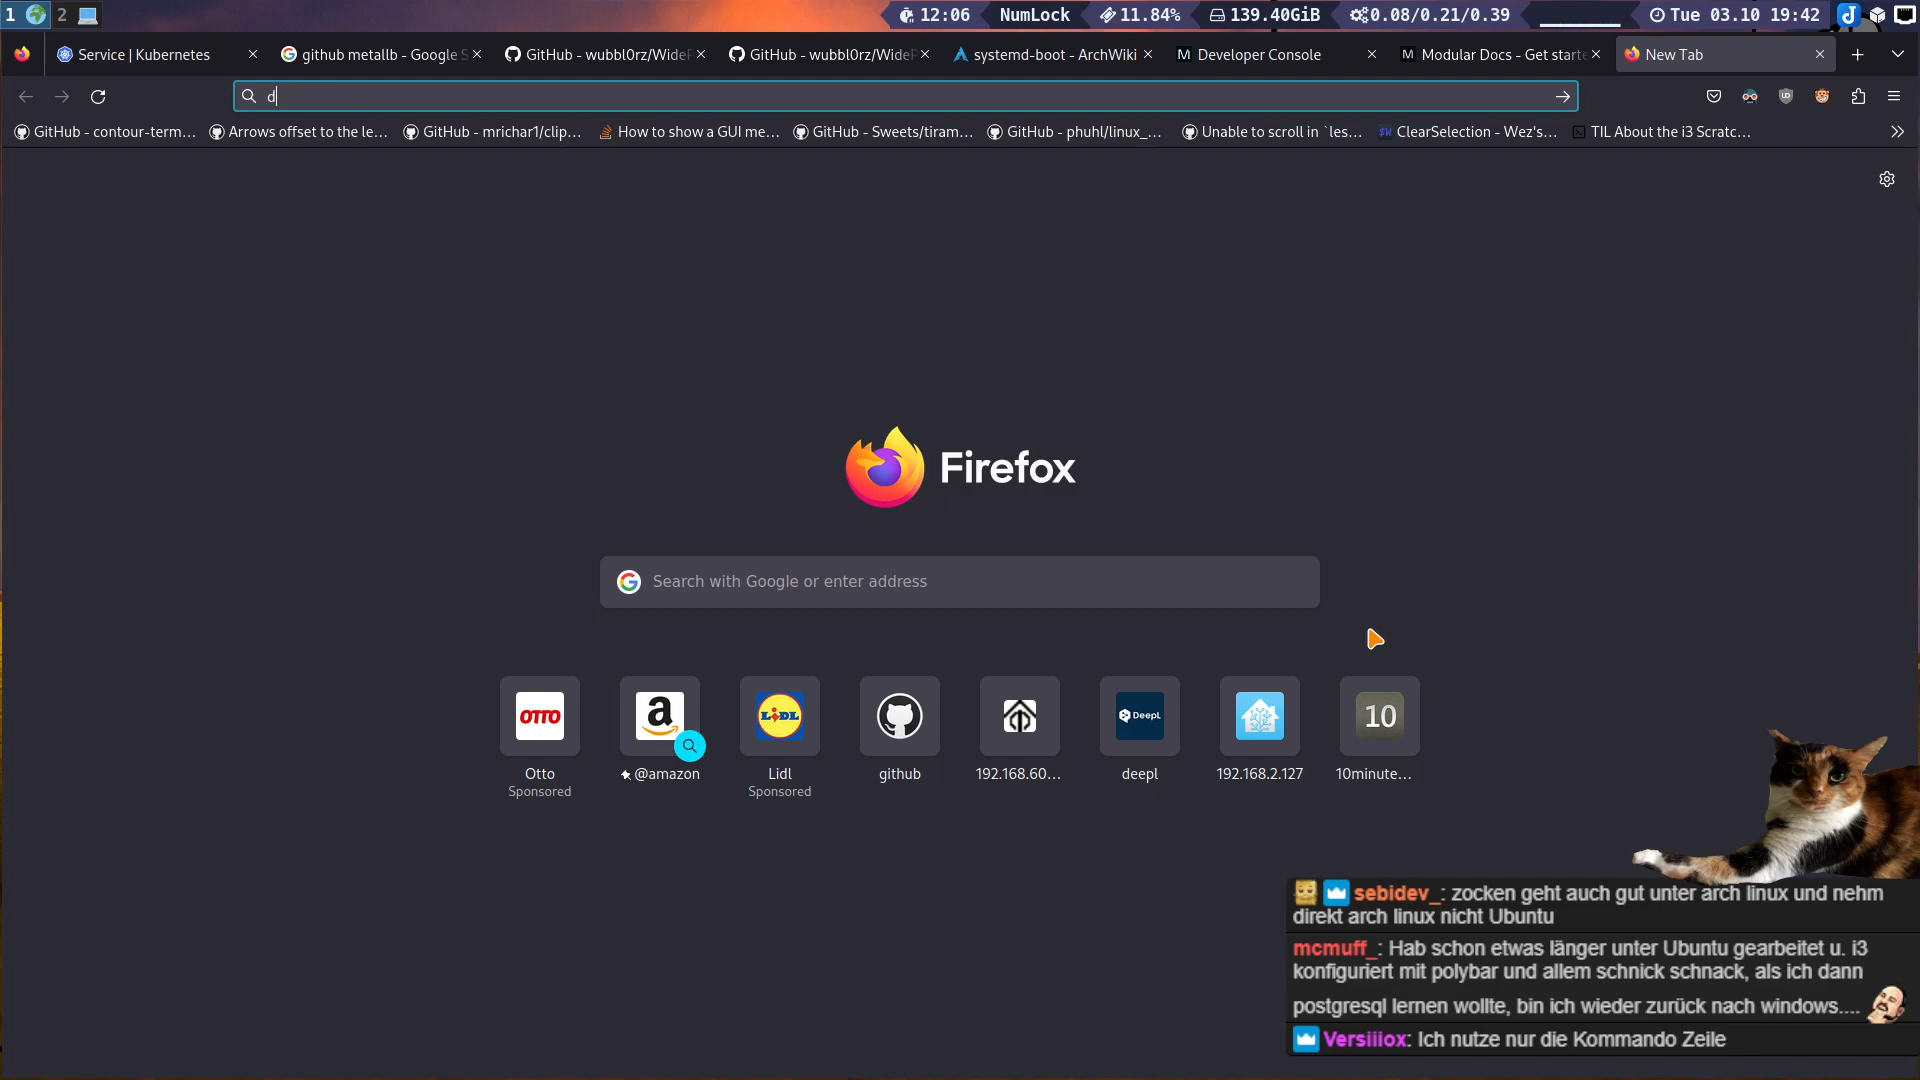 1 2 12:06 NumLock 11.84% 139.40GiB 0.08/0.21/0.39 Tue 03.10 19:42
Service | Kubernetes
github metallb - Google S
GitHub - wubbl0rz/WideP
GitHub - wubbl0rz/WideP
systemd-boot - ArchWiki
Developer Console
Modular Docs - Get starte
New Tab
d
GitHub - contour-term...
Arrows offset to the le...
GitHub - mrichar1/clip...
How to show a GUI me...
GitHub - Sweets/tiram...
GitHub - phuhl/linux_...
Unable to scroll in `les...
ClearSelection - Wez's...
TIL About the i3 Scratc...
Firefox
Search with Google or enter address
OTTO
a
LIDL
DeepL
10
Otto
Sponsored
@amazon
Lidl
Sponsored
github
192.168.60...
deepl
192.168.2.127
10minute...
sebidev_: zocken geht auch gut unter arch linux und nehm
direkt arch linux nicht Ubuntu
mcmuff_: Hab schon etwas länger unter Ubuntu gearbeitet u. i3
konfiguriert mit polybar und allem schnick schnack, als ich dann
postgresql lernen wollte, bin ich wieder zurück nach windows....
Versiiiox: Ich nutze nur die Kommando Zeile